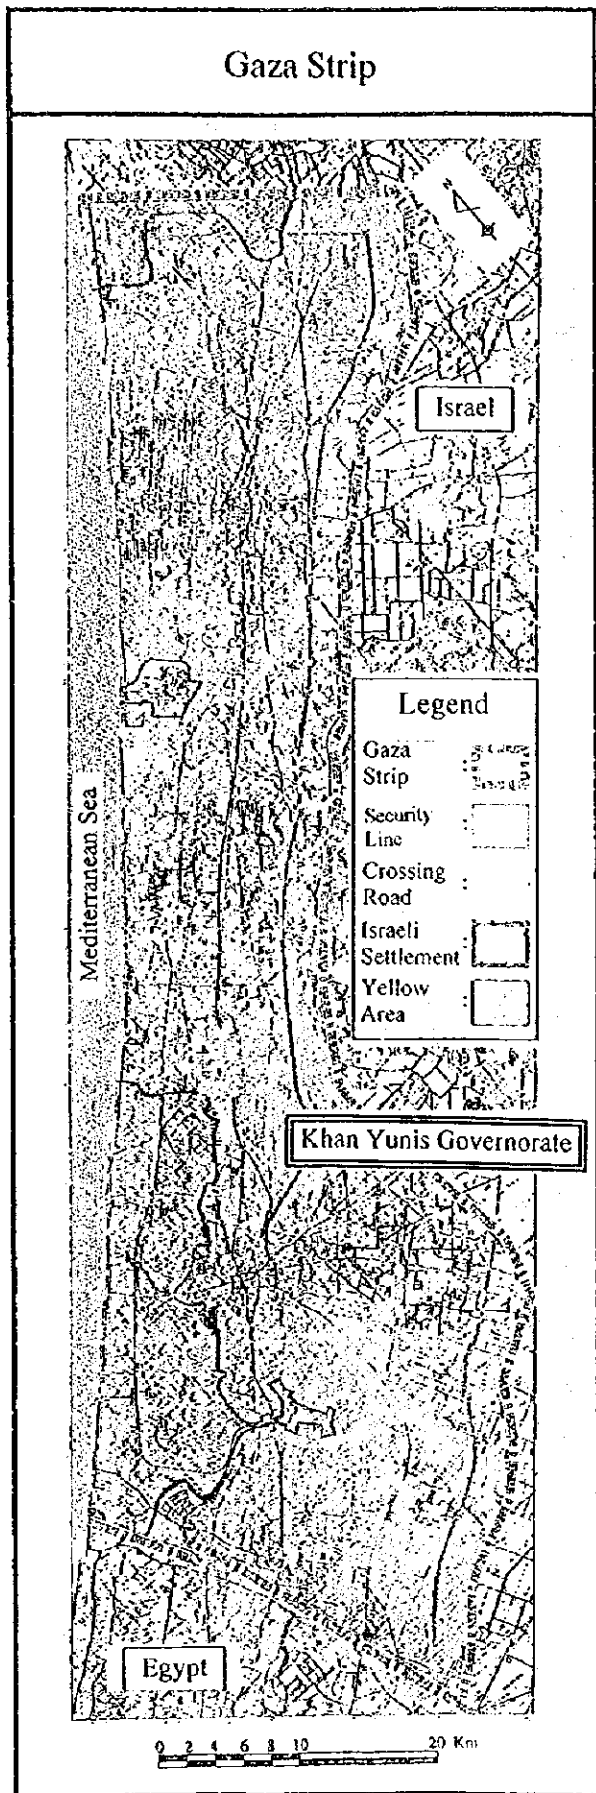 Gaza Strip
N
Israel
Legend
Gaza
Strip :
Security
Line :
Crossing
Road :
Israeli
Settlement :
Yellow
Area :
Mediterranean Sea
Khan Yunis Governorate
Egypt
0 2 4 6 8 10 20 Km